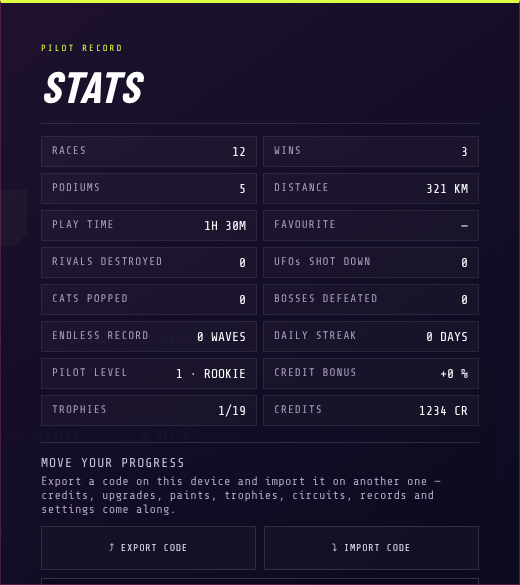 PILOT RECORD
STATS
RACES 12 WINS 3
PODIUMS 5 DISTANCE 321 KM
PLAY TIME 1H 30M FAVOURITE —
RIVALS DESTROYED 0 UFOs SHOT DOWN 0
CATS POPPED 0 BOSSES DEFEATED 0
ENDLESS RECORD 0 WAVES DAILY STREAK 0 DAYS
PILOT LEVEL 1 · ROOKIE CREDIT BONUS +0 %
TROPHIES 1/19 CREDITS 1234 CR
MOVE YOUR PROGRESS
Export a code on this device and import it on another one —
credits, upgrades, paints, trophies, circuits, records and
settings come along.
⤴ EXPORT CODE ⤵ IMPORT CODE